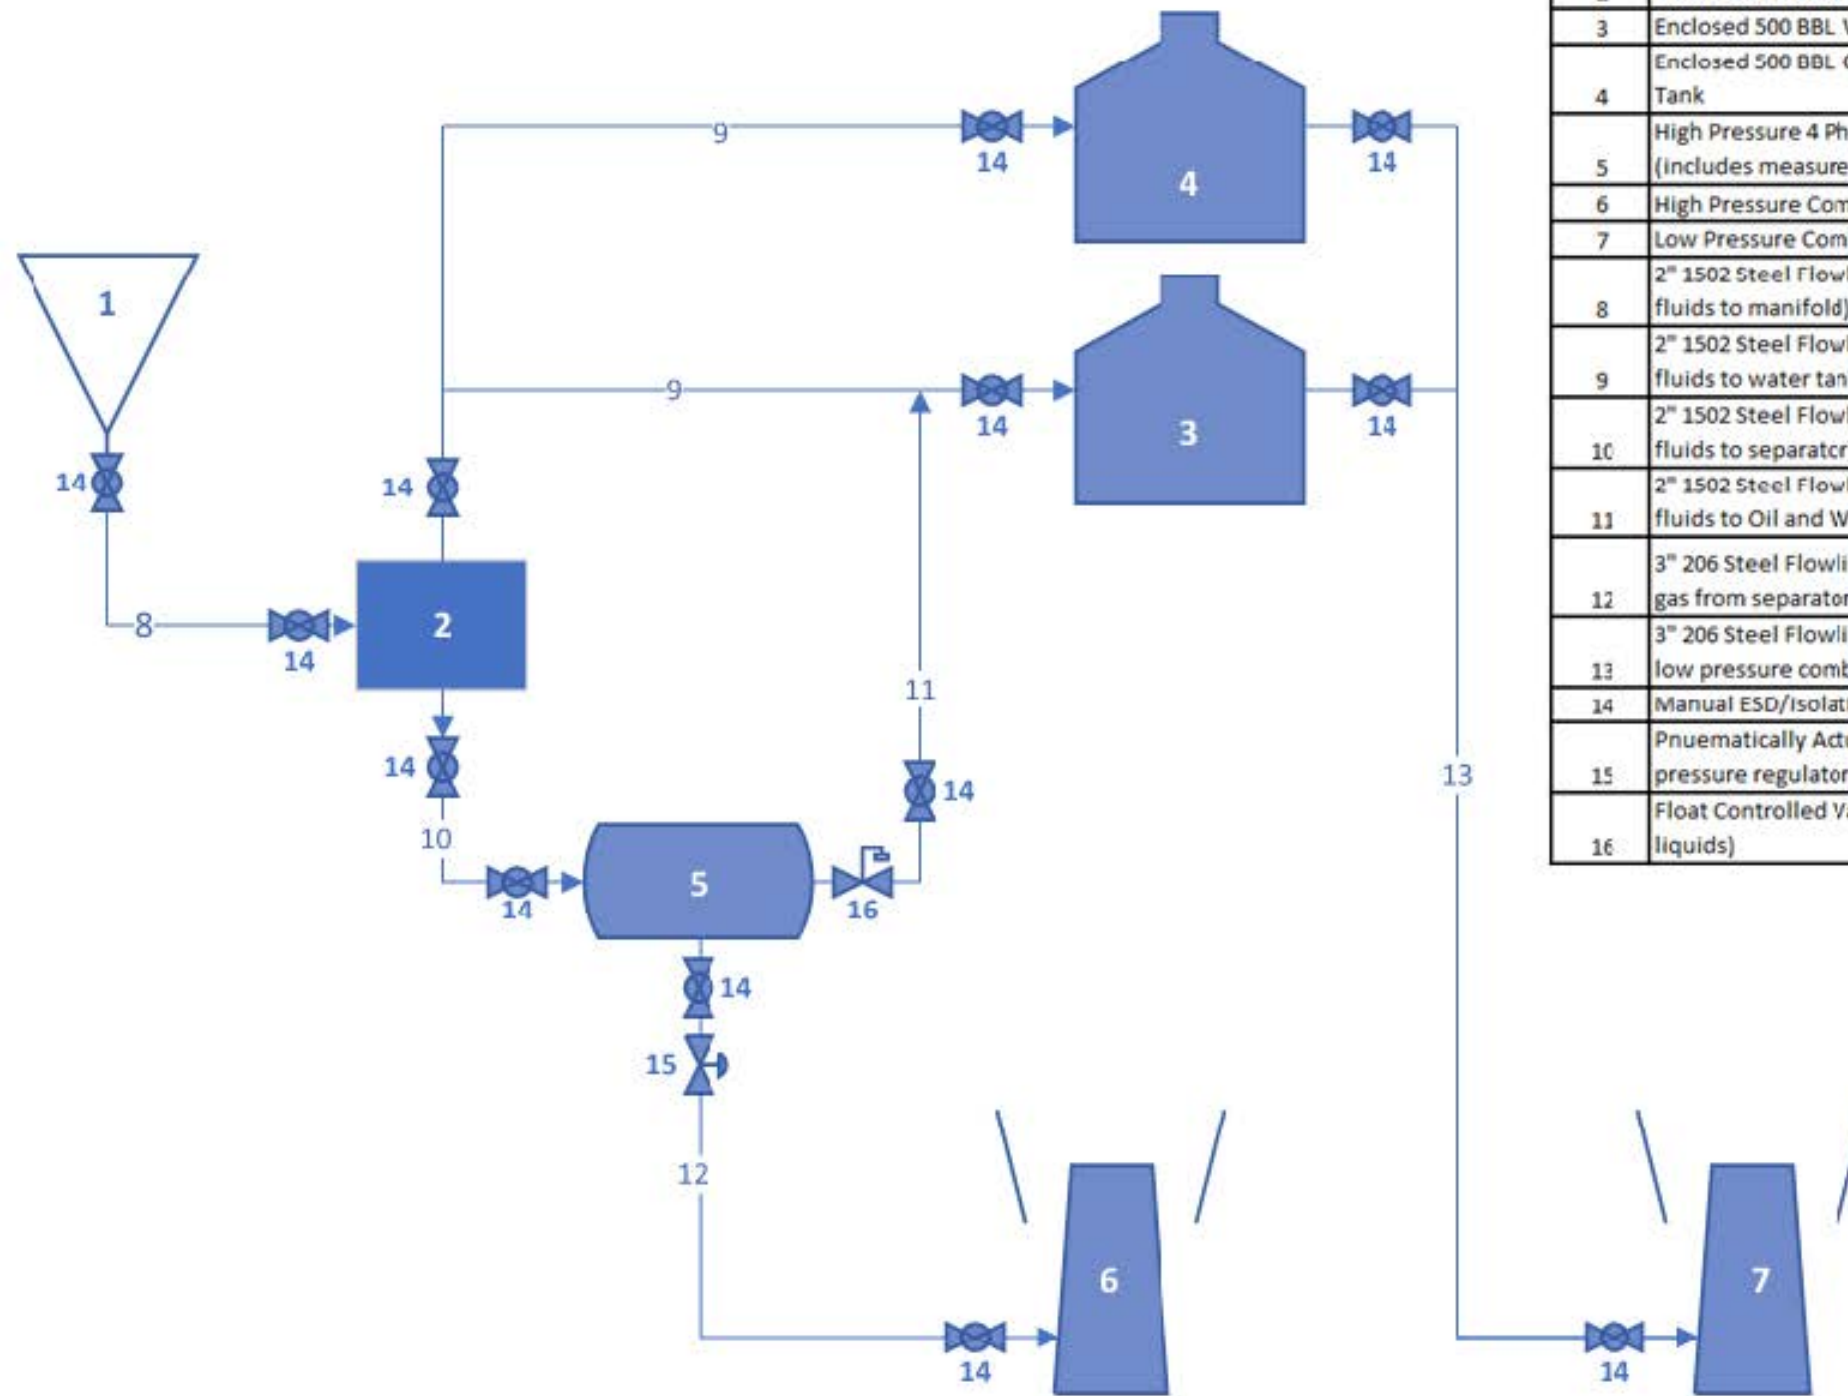 3 Enclosed 500 BBL
Enclosed 500 BBL
4 Tank
High Pressure 4 Ph
5 (includes measure
6 High Pressure Com
7 Low Pressure Com
2" 1502 Steel Flow
8 fluids to manifold)
2" 1502 Steel Flow
9 fluids to water tan
2" 1502 Steel Flow
10 fluids to separator
2" 1502 Steel Flow
11 fluids to Oil and W
3" 206 Steel Flowli
12 gas from separator
3" 206 Steel Flowli
13 low pressure comb
14 Manual ESD/Isolati
Pnuematically Actu
15 pressure regulator
Float Controlled Va
16 liquids)
9
14
14
4
1
9
14
14
3
14
14
8
14
2
11
14
10
14
5
16
14
13
14
15
12
6
14
7
14